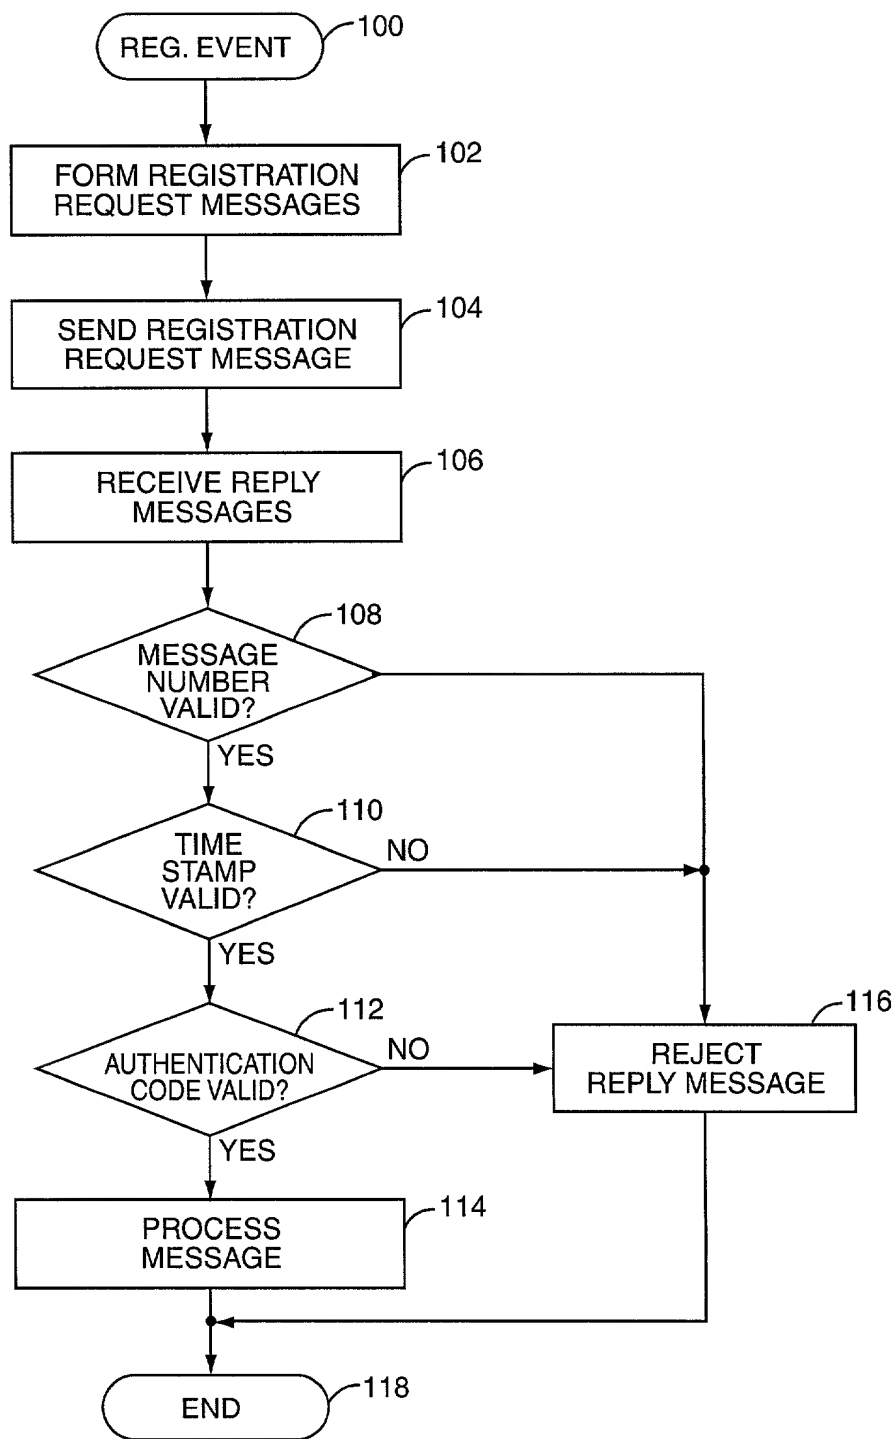 REG. EVENT
100
FORM REGISTRATION
REQUEST MESSAGES
102
SEND REGISTRATION
REQUEST MESSAGE
104
RECEIVE REPLY
MESSAGES
106
MESSAGE
NUMBER
VALID?
108
YES
TIME
STAMP
VALID?
110
NO
YES
AUTHENTICATION
CODE VALID?
112
NO
REJECT
REPLY MESSAGE
116
YES
PROCESS
MESSAGE
114
END
118